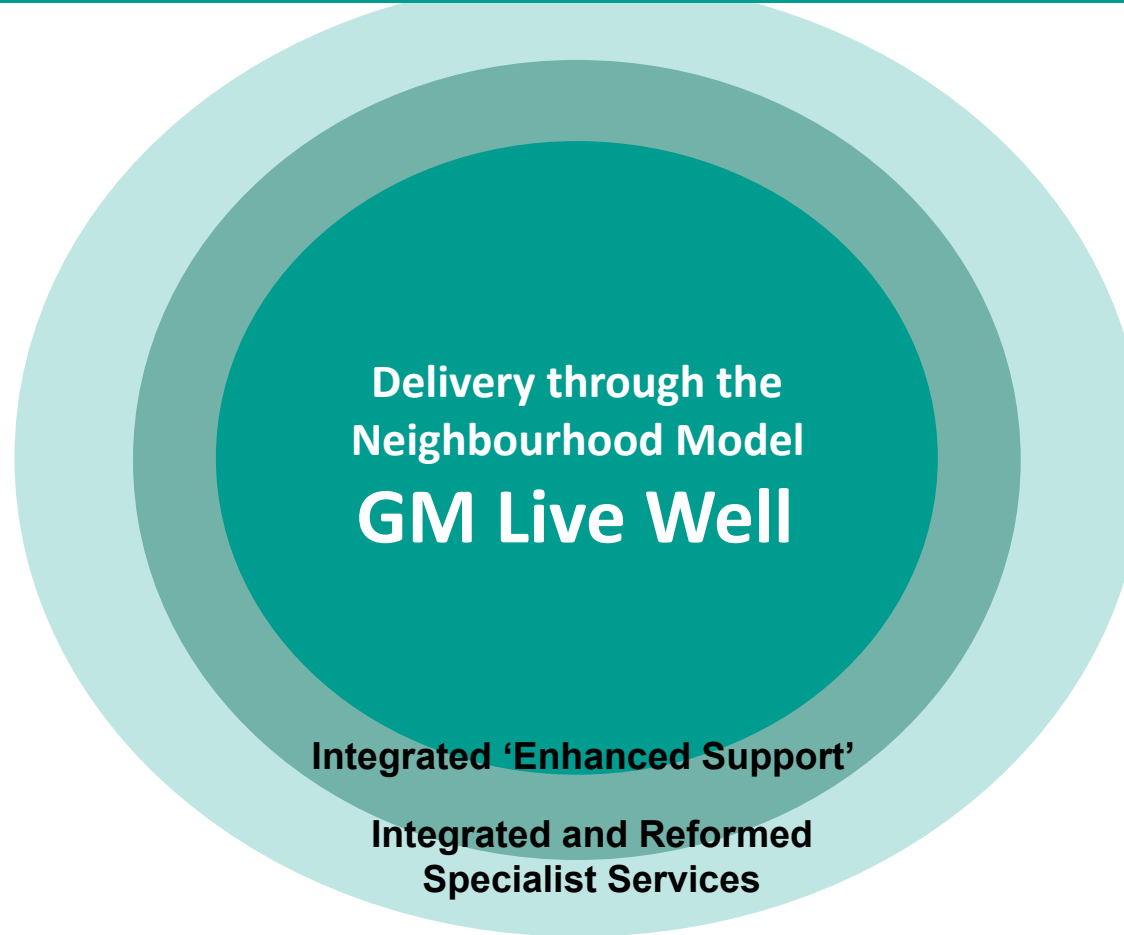 Delivery through the
Neighbourhood Model
GM Live Well
Integrated ‘Enhanced Support’
Integrated and Reformed
Specialist Services